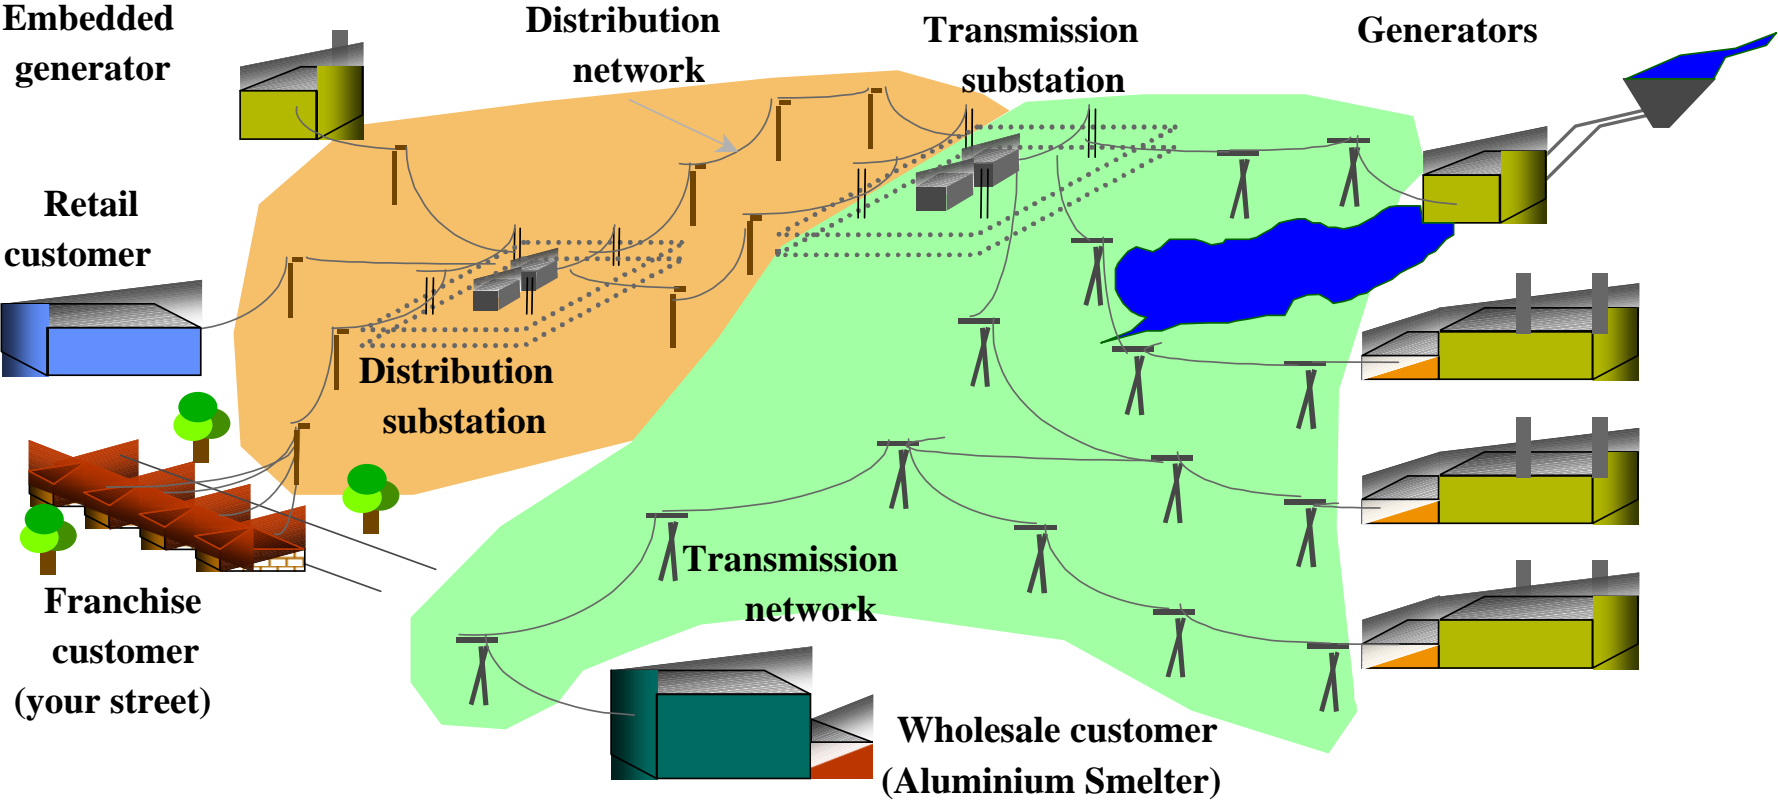 Embedded
generator
Distribution
network
Transmission
substation
Generators
Retail
customer
Distribution
substation
Franchise
customer
(your street)
Transmission
network
Wholesale customer
(Aluminium Smelter)